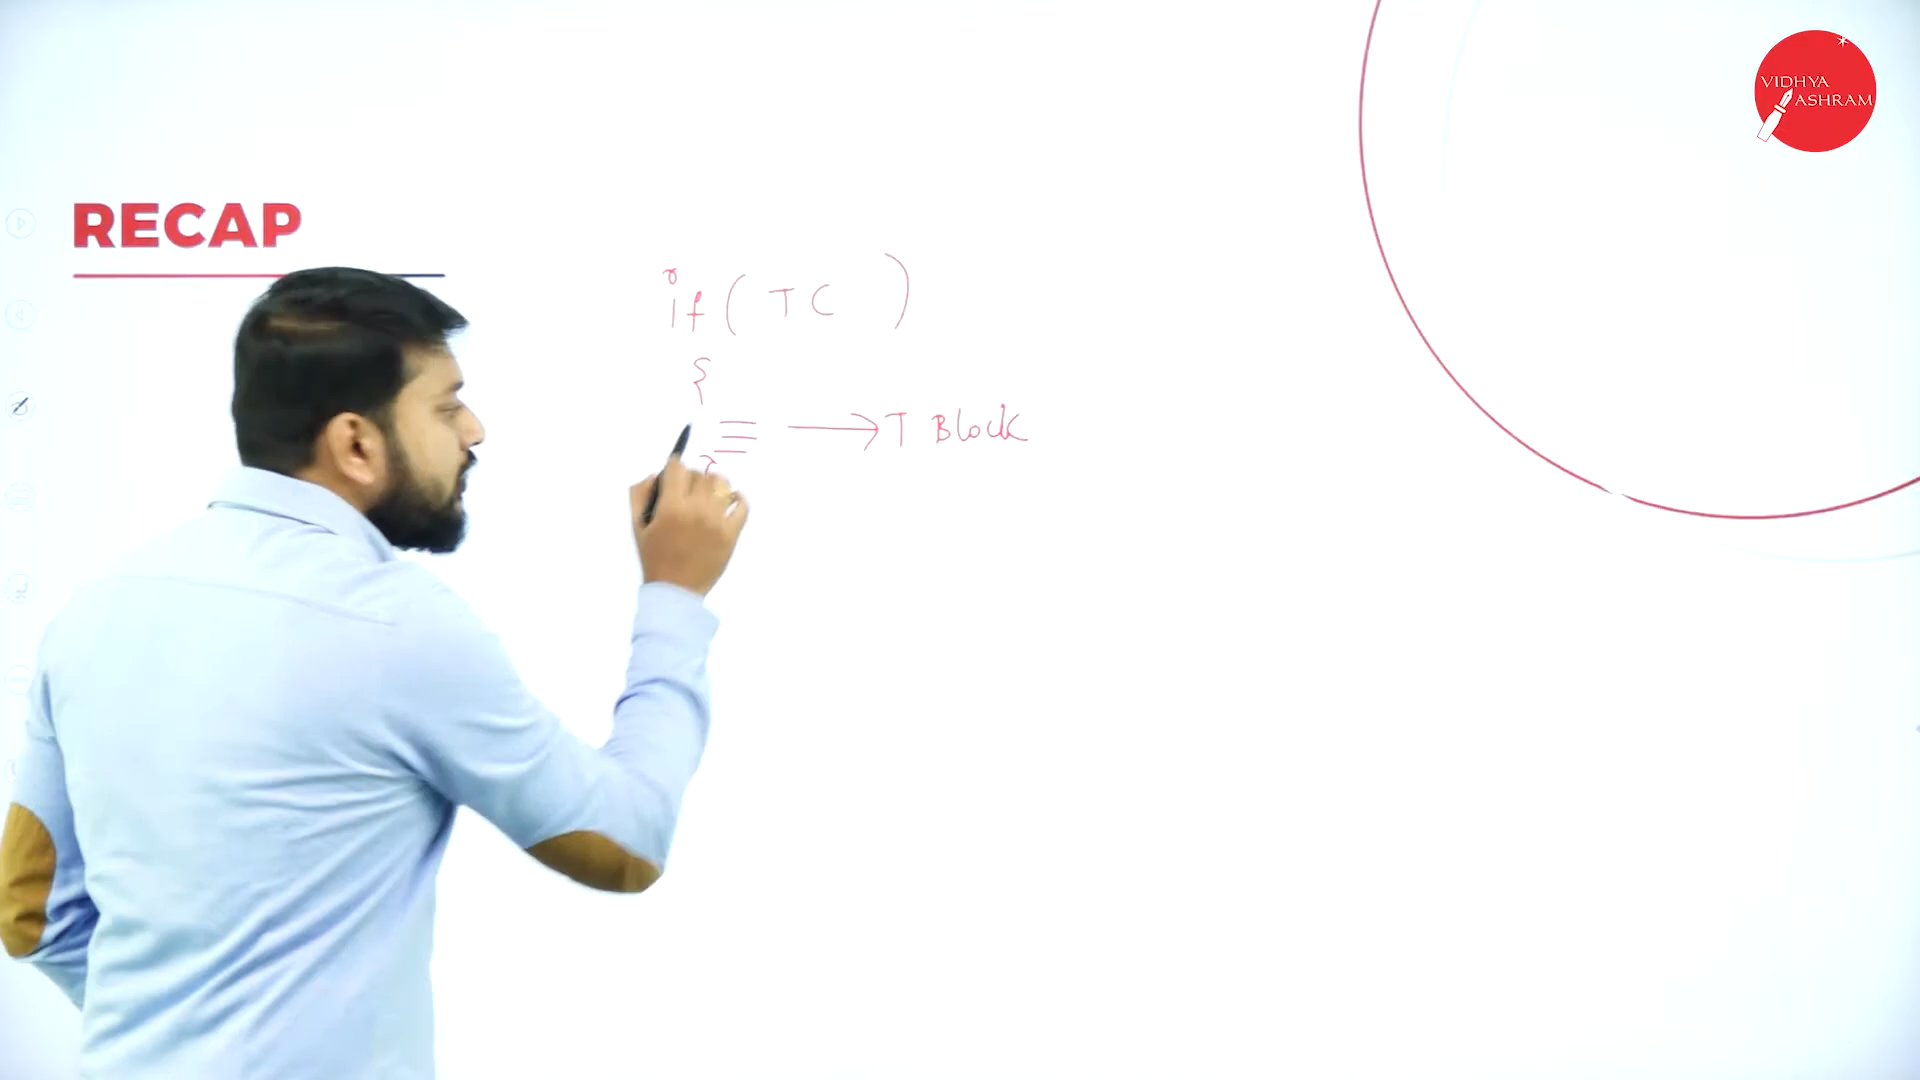 VIDHYA
ASHRAM
RECAP
if ( TC )
{
T Block